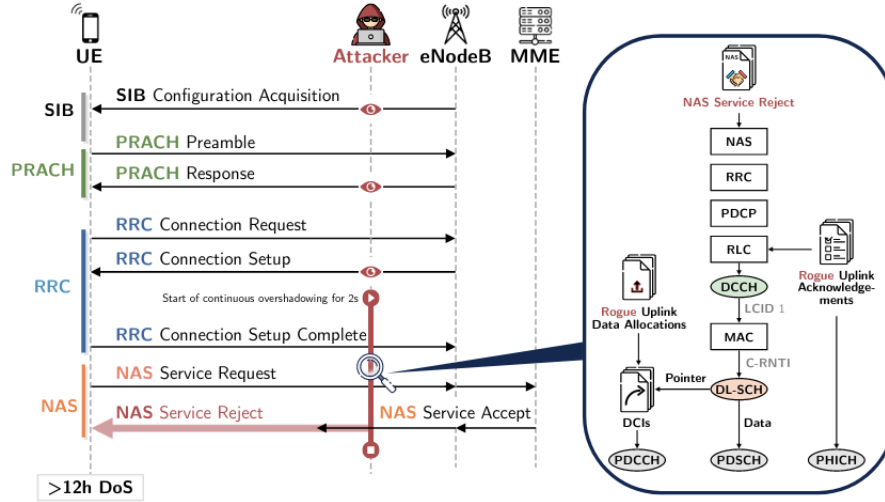 UE
Attacker
eNodeB
MME
SIB
SIB Configuration Acquisition
PRACH
PRACH Preamble
PRACH Response
RRC
RRC Connection Request
RRC Connection Setup
Start of continuous overshadowing for 2s
RRC Connection Setup Complete
NAS
NAS Service Request
NAS Service Reject
NAS Service Accept
>12h DoS
NAS
NAS Service Reject
NAS
RRC
PDCP
RLC
Rogue Uplink
Acknowledge-
ments
DCCH
LCID 1
Rogue Uplink
Data Allocations
MAC
C-RNTI
Pointer
DL-SCH
DCIs
Data
PDCCH
PDSCH
PHICH